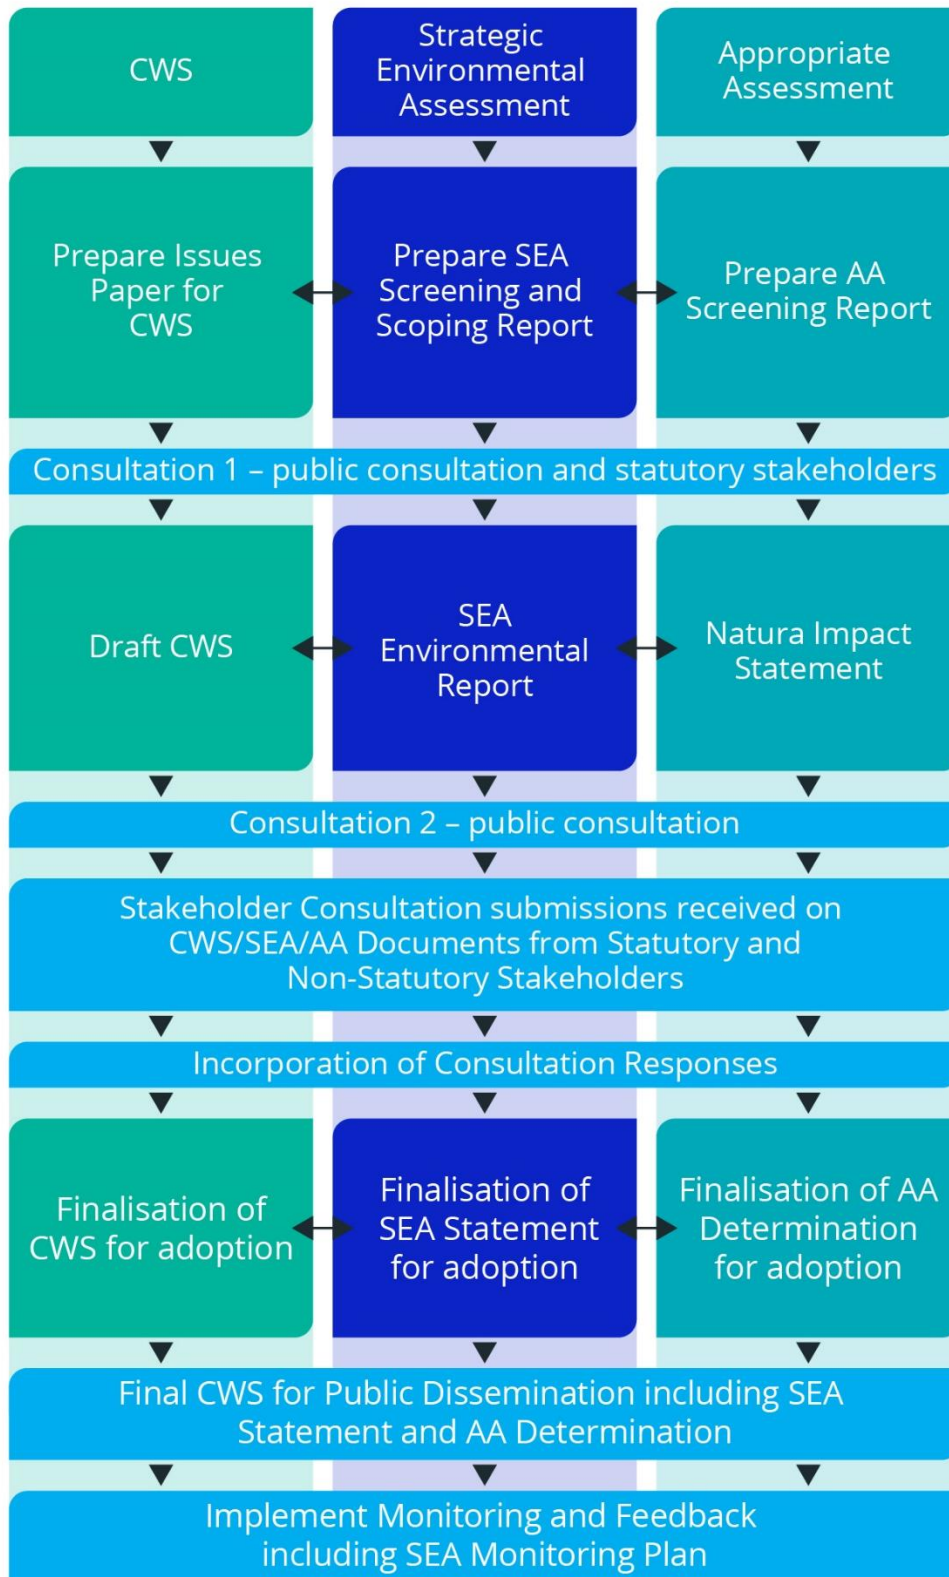 CWS
Strategic
Environmental
Assessment
Appropriate
Assessment
Prepare Issues
Paper for
CWS
Prepare SEA
Screening and
Scoping Report
Prepare AA
Screening Report
Consultation 1 – public consultation and statutory stakeholders
Draft CWS
SEA
Environmental
Report
Natura Impact
Statement
Consultation 2 – public consultation
Stakeholder Consultation submissions received on
CWS/SEA/AA Documents from Statutory and
Non-Statutory Stakeholders
Incorporation of Consultation Responses
Finalisation of
CWS for adoption
Finalisation of
SEA Statement
for adoption
Finalisation of AA
Determination
for adoption
Final CWS for Public Dissemination including SEA
Statement and AA Determination
Implement Monitoring and Feedback
including SEA Monitoring Plan